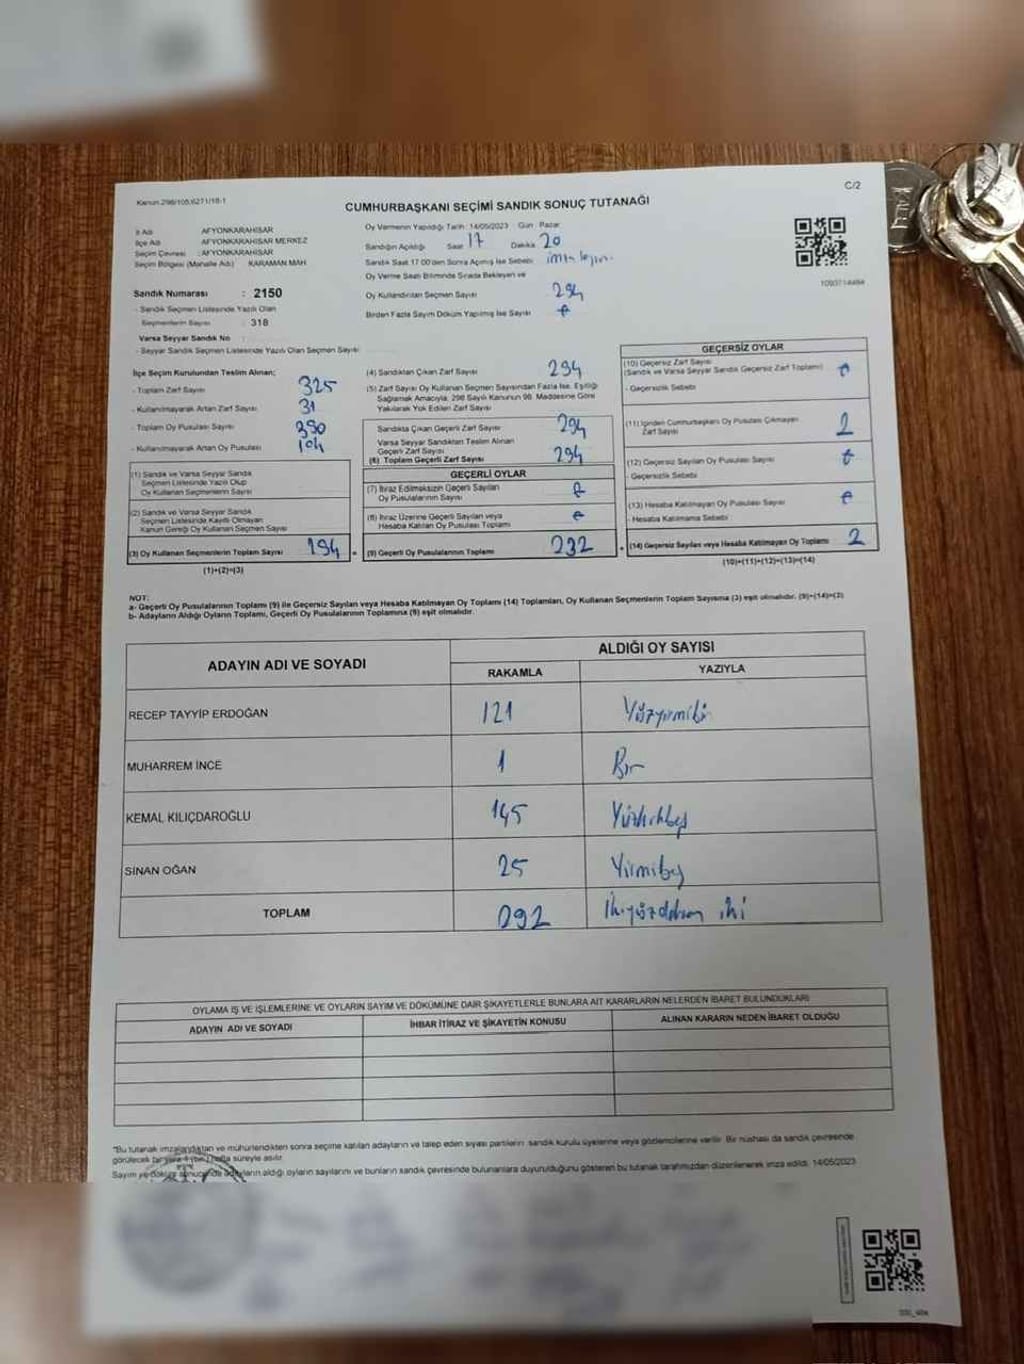 Kanun.298/105;6271/18-1
C/2
CUMHURBAŞKANI SEÇİMİ SANDIK SONUÇ TUTANAĞI
İl Adı : AFYONKARAHİSAR
İlçe Adı : AFYONKARAHİSAR MERKEZ
Seçim Çevresi : AFYONKARAHİSAR
Seçim Bölgesi (Mahalle Adı) : KARAMAN MAH.
Sandık Numarası : 2150
- Sandık Seçmen Listesinde Yazılı Olan
Seçmenlerin Sayısı : 318
Varsa Seyyar Sandık No :
- Seyyar Sandık Seçmen Listesinde Yazılı Olan Seçmen Sayısı
Oy Vermenin Yapıldığı Tarih: 14/05/2023 Gün: Pazar
Sandığın Açıldığı Saat 17 Dakika 20
Sandık Saat 17:00'den Sonra Açılmış İse Sebebi
Oy Verme Saati Bitiminde Sırada Bekleyen ve
Oy Kullandırılan Seçmen Sayısı 294
Birden Fazla Sayım Döküm Yapılmış İse Sayısı
1093714484
İlçe Seçim Kurulundan Teslim Alınan;
- Toplam Zarf Sayısı 325
- Kullanılmayarak Artan Zarf Sayısı 31
- Toplam Oy Pusulası Sayısı 390
- Kullanılmayarak Artan Oy Pusulası 104
(1) Sandık ve Varsa Seyyar Sandık
Seçmen Listesinde Yazılı Olup
Oy Kullanan Seçmenlerin Sayısı
(2) Sandık ve Varsa Seyyar Sandık
Seçmen Listesinde Kayıtlı Olmayan
Kanun Gereği Oy Kullanan Seçmen Sayısı
(3) Oy Kullanan Seçmenlerin Toplam Sayısı 194
(1)+(2)=(3)
(4) Sandıktan Çıkan Zarf Sayısı 294
(5) Zarf Sayısı Oy Kullanan Seçmen Sayısından Fazla İse, Eşitliği
Sağlamak Amacıyla, 298 Sayılı Kanunun 98. Maddesine Göre
Yakılarak Yok Edilen Zarf Sayısı
Sandıkta Çıkan Geçerli Zarf Sayısı 294
Varsa Seyyar Sandıktan Teslim Alınan
Geçerli Zarf Sayısı
(6) Toplam Geçerli Zarf Sayısı 294
GEÇERLİ OYLAR
(7) İtiraz Edilmeksizin Geçerli Sayılan
Oy Pusulalarının Sayısı
(8) İtiraz Üzerine Geçerli Sayılan veya
Hesaba Katılan Oy Pusulası Toplamı
(9) Geçerli Oy Pusulalarının Toplamı 292
GEÇERSİZ OYLAR
(10) Geçersiz Zarf Sayısı
(Sandık ve Varsa Seyyar Sandık Geçersiz Zarf Toplamı)
- Geçersizlik Sebebi
(11) İçinden Cumhurbaşkanı Oy Pusulası Çıkmayan 2
Zarf Sayısı
(12) Geçersiz Sayılan Oy Pusulası Sayısı
- Geçersizlik Sebebi
(13) Hesaba Katılmayan Oy Pusulası Sayısı
- Hesaba Katılmama Sebebi
(14) Geçersiz Sayılan veya Hesaba Katılmayan Oy Toplamı 2
(10)+(11)+(12)+(13)=(14)
NOT:
a- Geçerli Oy Pusulalarının Toplamı (9) ile Geçersiz Sayılan veya Hesaba Katılmayan Oy Toplamı (14) Toplamları, Oy Kullanan Seçmenlerin Toplam Sayısına (3) eşit olmalıdır. (9)+(14)=(3)
b- Adayların Aldığı Oyların Toplamı, Geçerli Oy Pusulalarının Toplamına (9) eşit olmalıdır.
ADAYIN ADI VE SOYADI
ALDIĞI OY SAYISI
RAKAMLA YAZIYLA
RECEP TAYYİP ERDOĞAN 121 Yüzyirmibir
MUHARREM İNCE 1 Bir
KEMAL KILIÇDAROĞLU 145 Yüzkırkbeş
SİNAN OĞAN 25 Yirmibeş
TOPLAM 292 İkiyüzdoksan iki
OYLAMA İŞ VE İŞLEMLERİNE VE OYLARIN SAYIM VE DÖKÜMÜNE DAİR ŞİKAYETLERLE BUNLARA AİT KARARLARIN NELERDEN İBARET BULUNDUKLARI
ADAYIN ADI VE SOYADI İHBAR İTİRAZ VE ŞİKAYETİN KONUSU ALINAN KARARIN NEDEN İBARET OLDUĞU
"Bu tutanak imzalandıktan ve mühürlendikten sonra seçime katılan adayların ve talep eden siyasi partilerin sandık kurulu üyelerine veya gözlemcilerine verilir. Bir nüshası da sandık çevresinde
görülecek bir yere 1 (bir) hafta süreyle asılır.
Sayım ve döküm sonucunda adayların aldığı oyların sayılarını ve bunların sandık çevresinde bulunanlara duyurulduğunu gösteren bu tutanak tarafımızdan düzenlenerek imza edildi. 14/05/2023